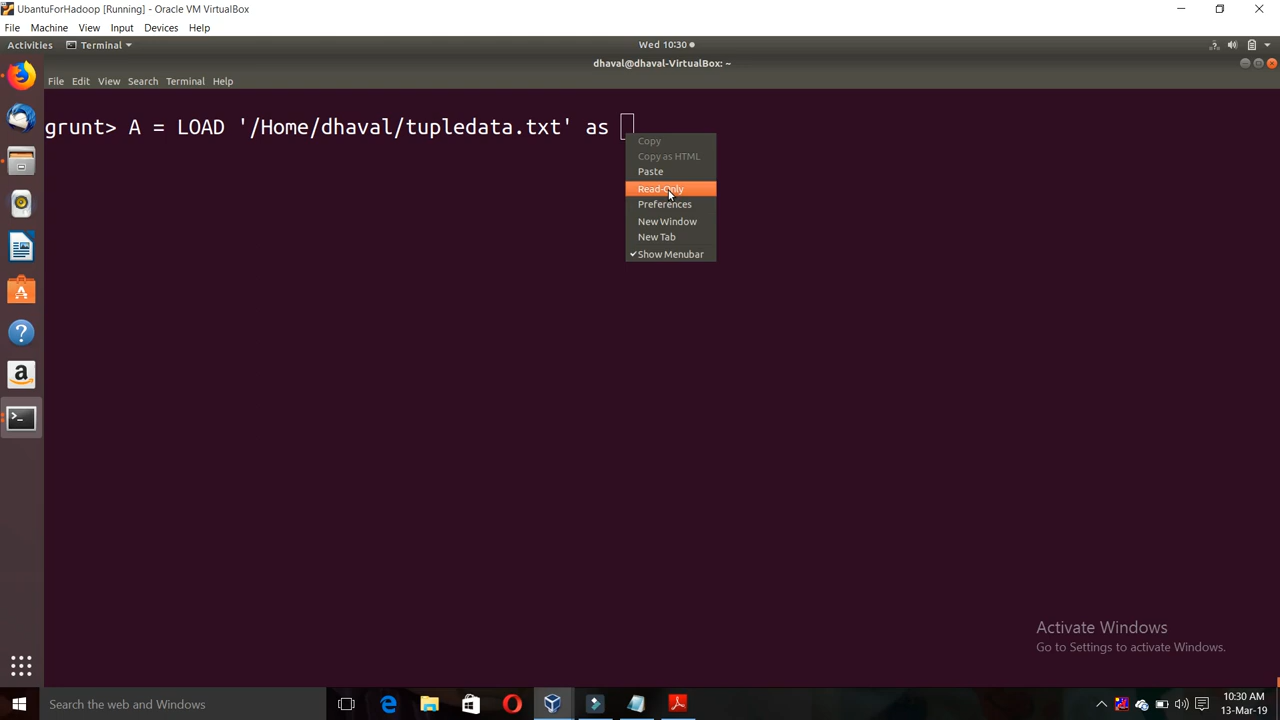 UbantuForHadoop [Running] - Oracle VM VirtualBox
File Machine View Input Devices Help
Activities Terminal Wed 10:30
dhaval@dhaval-VirtualBox: ~
File Edit View Search Terminal Help
grunt> A = LOAD '/Home/dhaval/tupledata.txt' as
Copy
Copy as HTML
Paste
Read-Only
Preferences
New Window
New Tab
Show Menubar
Activate Windows
Go to Settings to activate Windows.
Search the web and Windows
10:30 AM
13-Mar-19